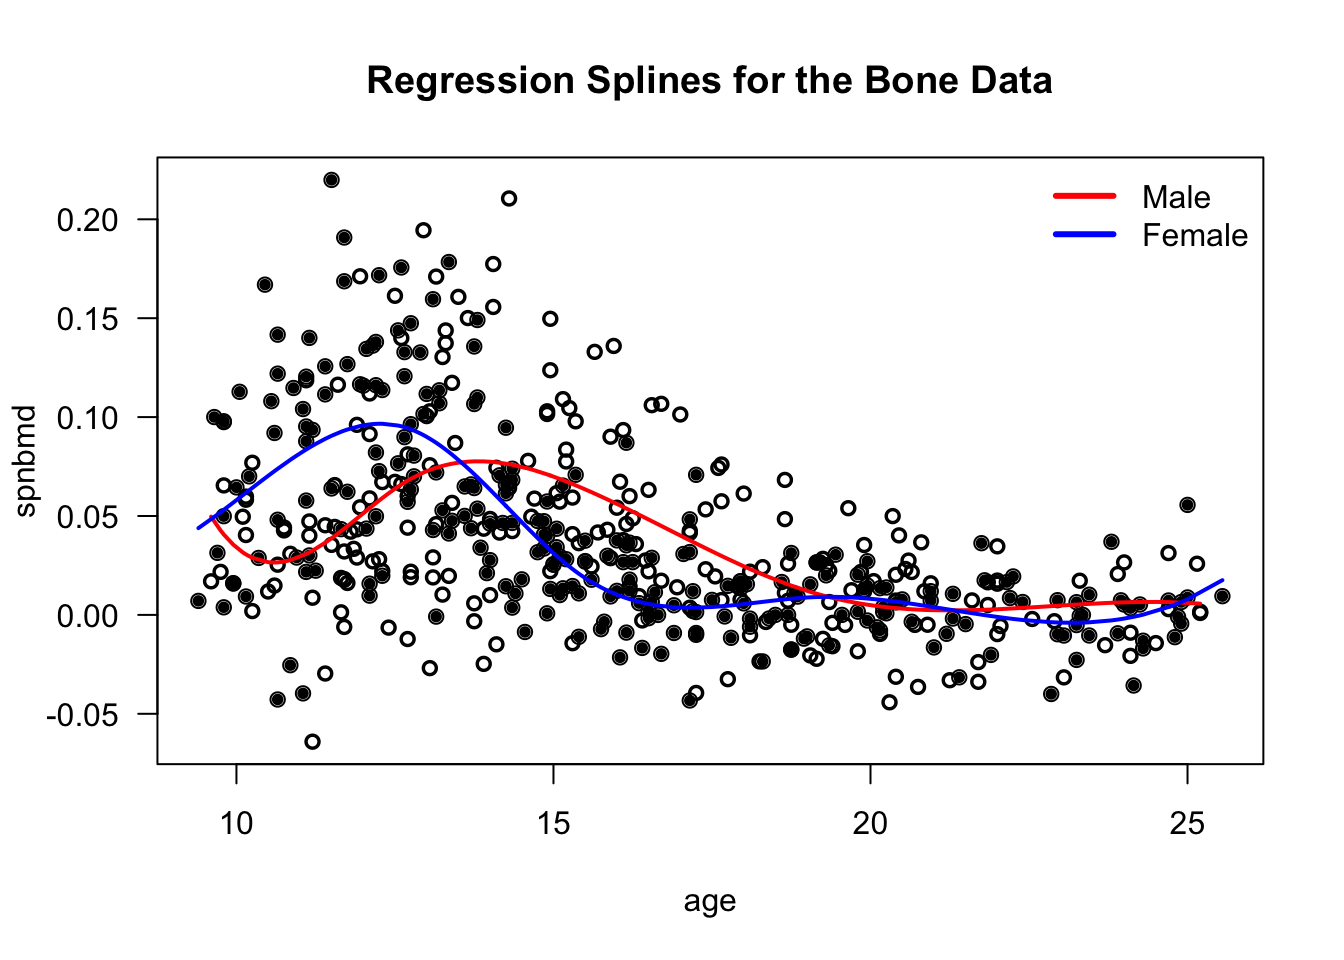 Regression Splines for the Bone Data
Male
Female
spnbmd
0.20
0.15
0.10
0.05
0.00
-0.05
10 15 20 25
age